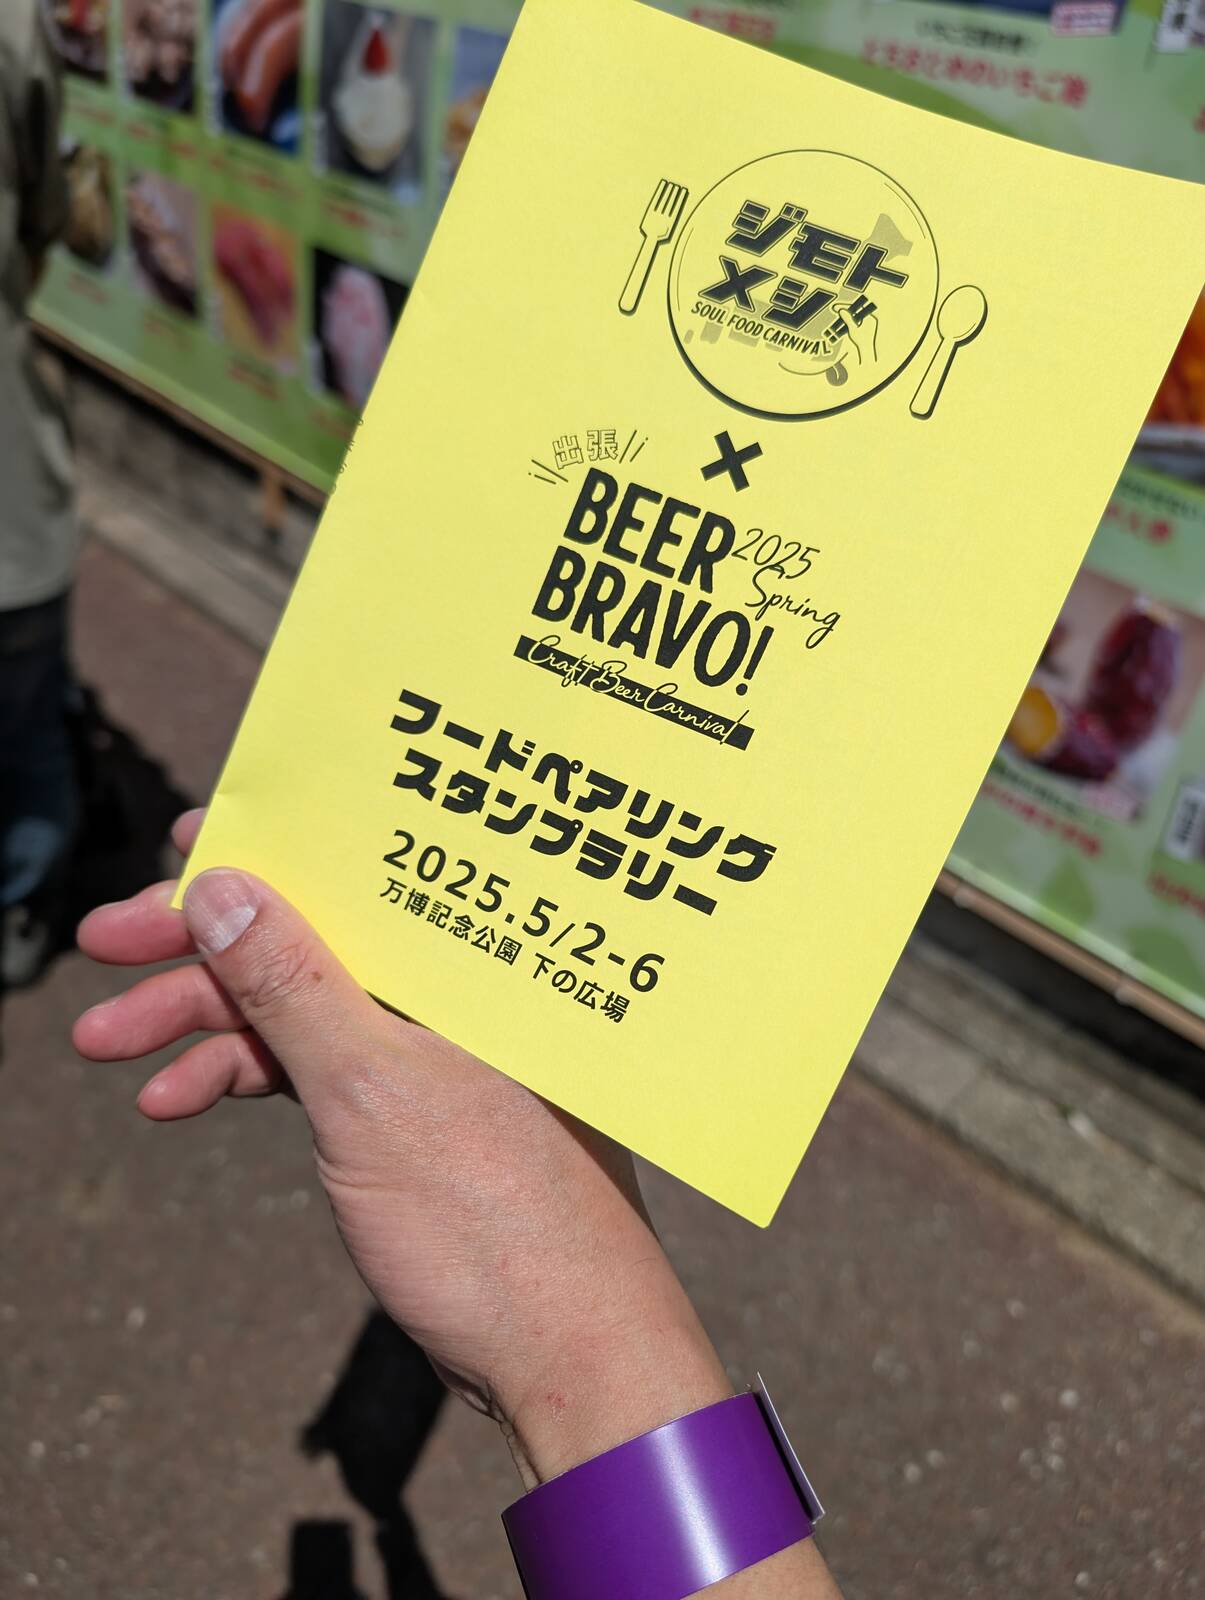 ジモト
メシ
SOUL FOOD CARNIVAL
×
出張
BEER
BRAVO!
2025
Spring
Craft Beer Carnival
フードペアリング
スタンプラリー
2025.5/2-6
万博記念公園 下の広場